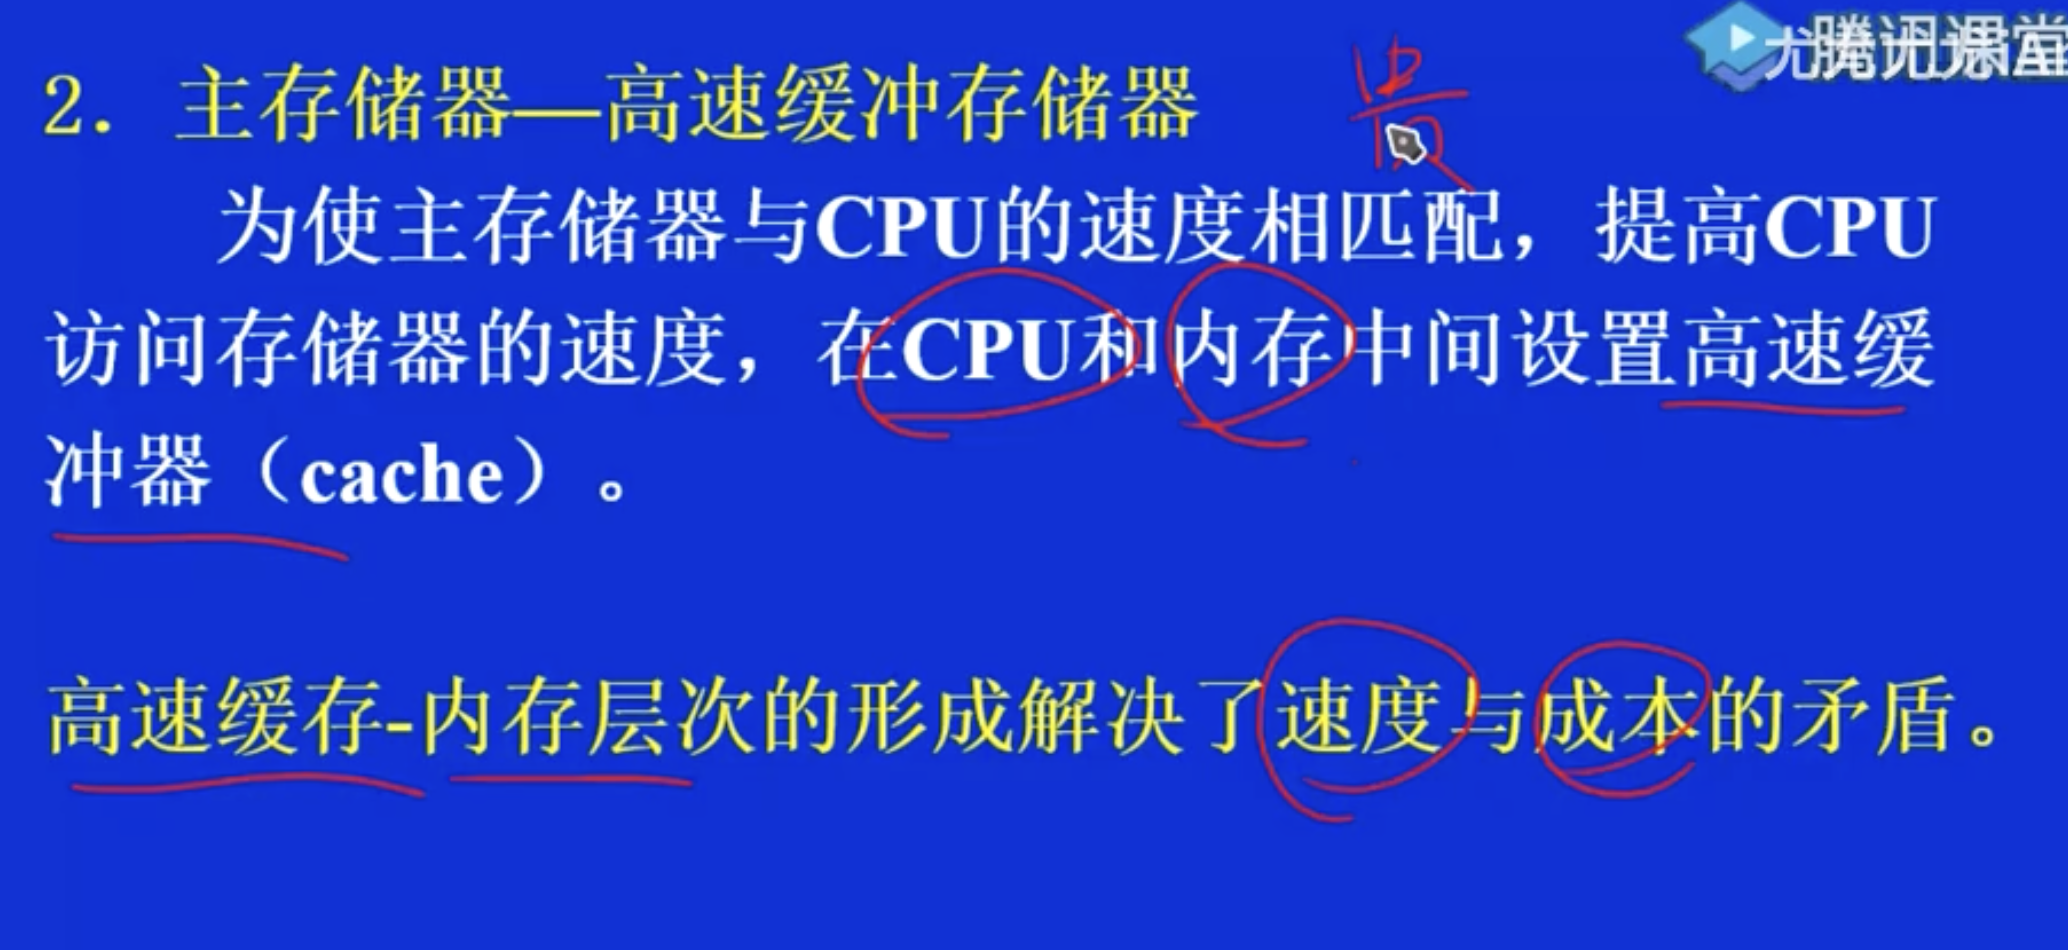 2. 主存储器—高速缓冲存储器
贵
为使主存储器与CPU的速度相匹配，提高CPU
访问存储器的速度，在CPU和内存中间设置高速缓
冲器（cache）。
高速缓存-内存层次的形成解决了速度与成本的矛盾。
腾讯课堂